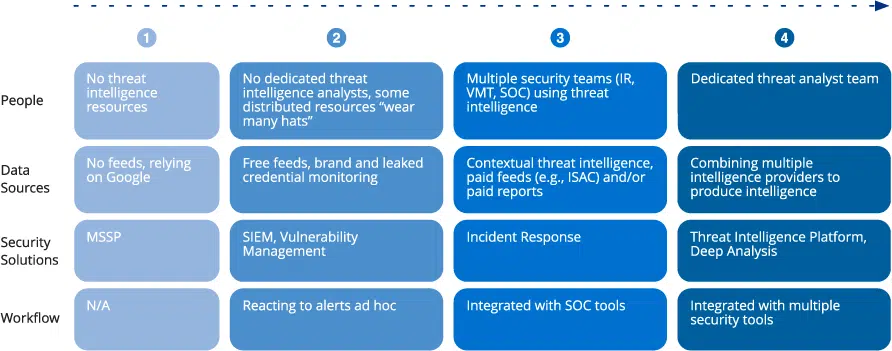 1
2
3
4
People
No threat
intelligence
resources
No dedicated threat
intelligence analysts, some
distributed resources “wear
many hats”
Multiple security teams (IR,
VMT, SOC) using threat
intelligence
Dedicated threat analyst team
Data
Sources
No feeds, relying
on Google
Free feeds, brand and leaked
credential monitoring
Contextual threat intelligence,
paid feeds (e.g., ISAC) and/or
paid reports
Combining multiple
intelligence providers to
produce intelligence
Security
Solutions
MSSP
SIEM, Vulnerability
Management
Incident Response
Threat Intelligence Platform,
Deep Analysis
Workflow
N/A
Reacting to alerts ad hoc
Integrated with SOC tools
Integrated with multiple
security tools